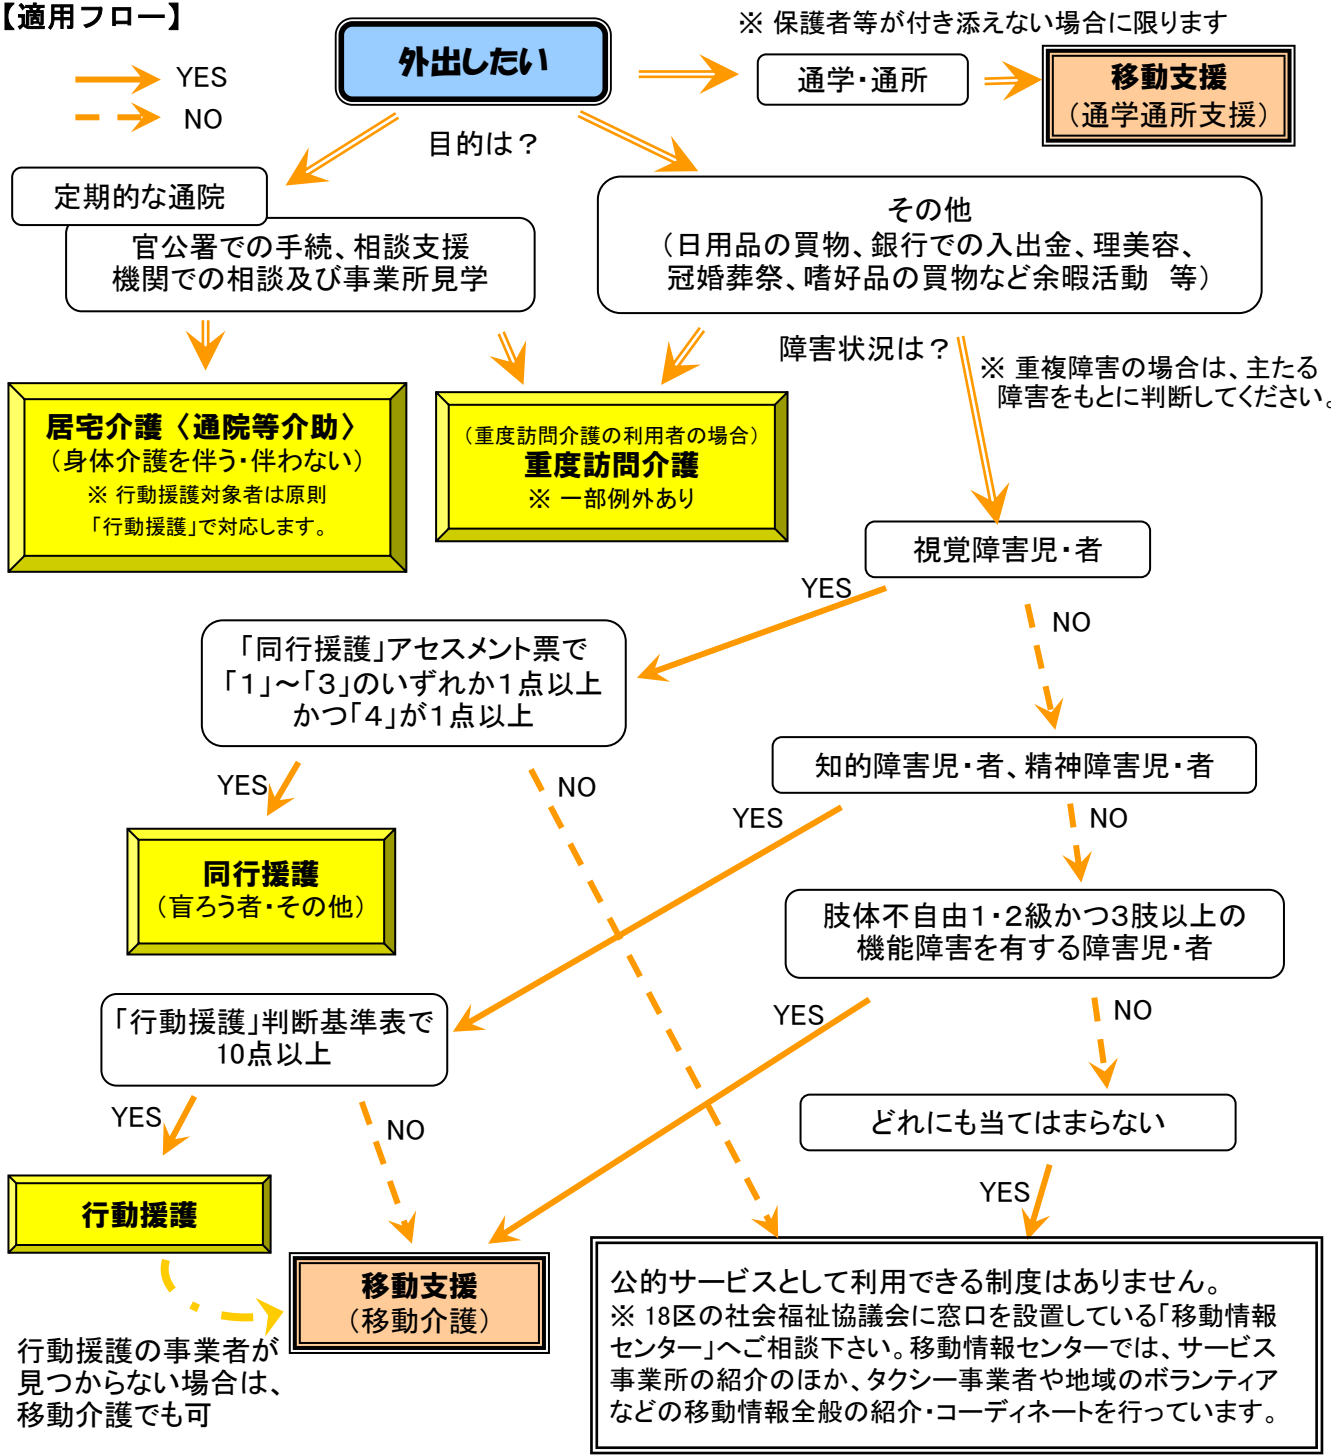 【適用フロー】
YES
NO
外出したい
※ 保護者等が付き添えない場合に限ります
通学・通所
移動支援
（通学通所支援）
目的は？
定期的な通院
官公署での手続、相談支援
機関での相談及び事業所見学
その他
（日用品の買物、銀行での入出金、理美容、
冠婚葬祭、嗜好品の買物など余暇活動　等）
障害状況は？
※ 重複障害の場合は、主たる
障害をもとに判断してください。
居宅介護〈通院等介助〉
（身体介護を伴う・伴わない）
※ 行動援護対象者は原則
「行動援護」で対応します。
（重度訪問介護の利用者の場合）
重度訪問介護
※ 一部例外あり
視覚障害児・者
YES
NO
「同行援護」アセスメント票で
「１」～「３」のいずれか１点以上
かつ「４」が１点以上
知的障害児・者、精神障害児・者
YES
NO
YES
NO
同行援護
（盲ろう者・その他）
肢体不自由１・２級かつ３肢以上の
機能障害を有する障害児・者
「行動援護」判断基準表で
10点以上
YES
NO
YES
NO
どれにも当てはまらない
YES
行動援護
移動支援
（移動介護）
行動援護の事業者が
見つからない場合は、
移動介護でも可
公的サービスとして利用できる制度はありません。
※ 18区の社会福祉協議会に窓口を設置している「移動情報
センター」へご相談下さい。移動情報センターでは、サービス
事業所の紹介のほか、タクシー事業者や地域のボランティア
などの移動情報全般の紹介・コーディネートを行っています。